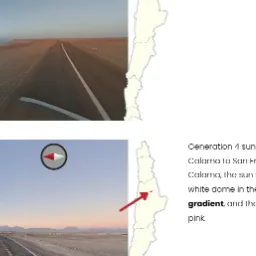 Generation 4 sun
Calama to San
Calama, the sun
white dome in the
gradient, and the
pink.